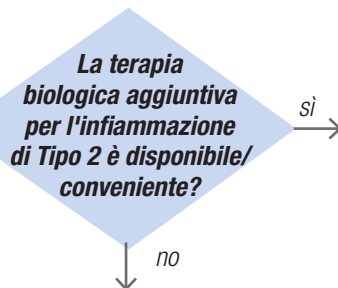 La terapia
biologica aggiuntiva
per l'infiammazione
di Tipo 2 è disponibile/
conveniente?
sì
no